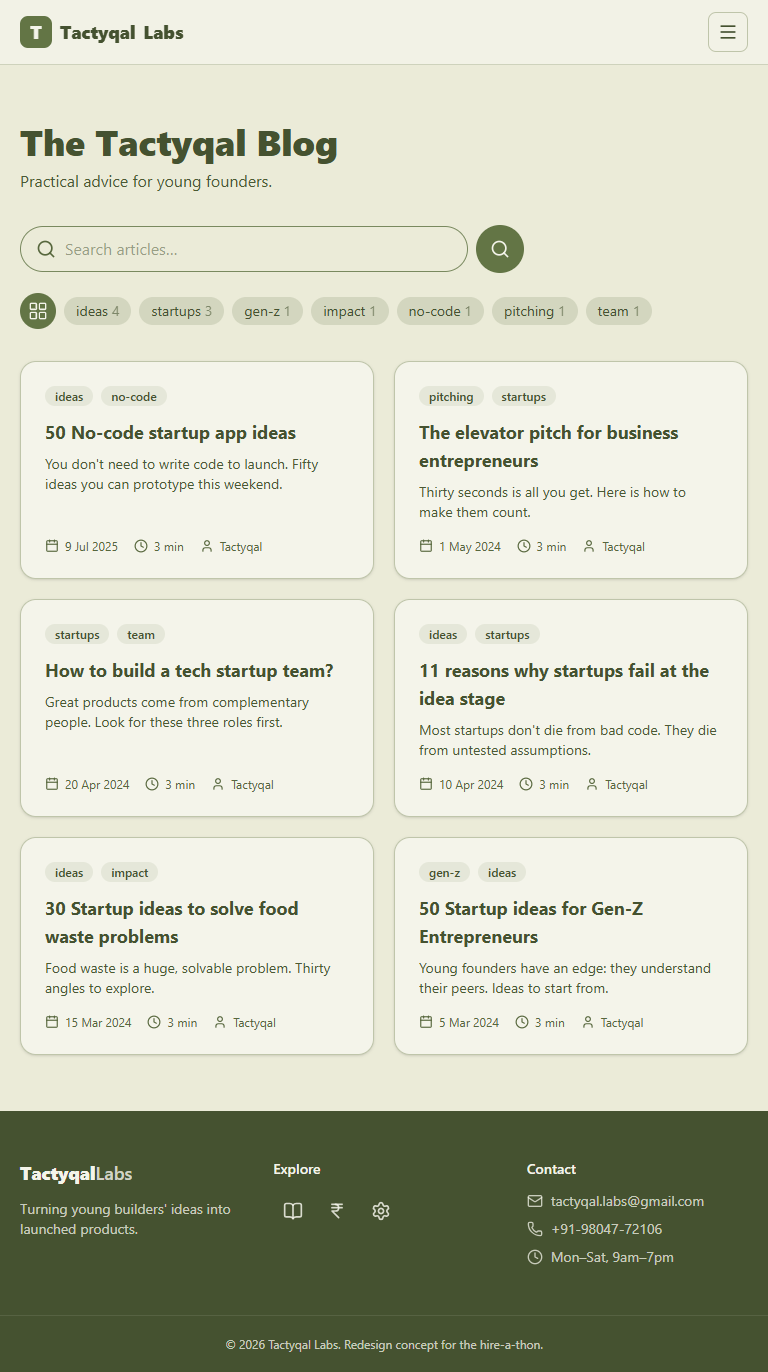 T Tactyqal Labs
The Tactyqal Blog
Practical advice for young founders.
Search articles...
ideas 4 startups 3 gen-z 1 impact 1 no-code 1 pitching 1 team 1
ideas no-code
50 No-code startup app ideas
You don't need to write code to launch. Fifty
ideas you can prototype this weekend.
9 Jul 2025 3 min Tactyqal
pitching startups
The elevator pitch for business
entrepreneurs
Thirty seconds is all you get. Here is how to
make them count.
1 May 2024 3 min Tactyqal
startups team
How to build a tech startup team?
Great products come from complementary
people. Look for these three roles first.
20 Apr 2024 3 min Tactyqal
ideas startups
11 reasons why startups fail at the
idea stage
Most startups don't die from bad code. They die
from untested assumptions.
10 Apr 2024 3 min Tactyqal
ideas impact
30 Startup ideas to solve food
waste problems
Food waste is a huge, solvable problem. Thirty
angles to explore.
15 Mar 2024 3 min Tactyqal
gen-z ideas
50 Startup ideas for Gen-Z
Entrepreneurs
Young founders have an edge: they understand
their peers. Ideas to start from.
5 Mar 2024 3 min Tactyqal
TactyqalLabs
Turning young builders' ideas into
launched products.
Explore
₹
Contact
tactyqal.labs@gmail.com
+91-98047-72106
Mon–Sat, 9am–7pm
© 2026 Tactyqal Labs. Redesign concept for the hire-a-thon.